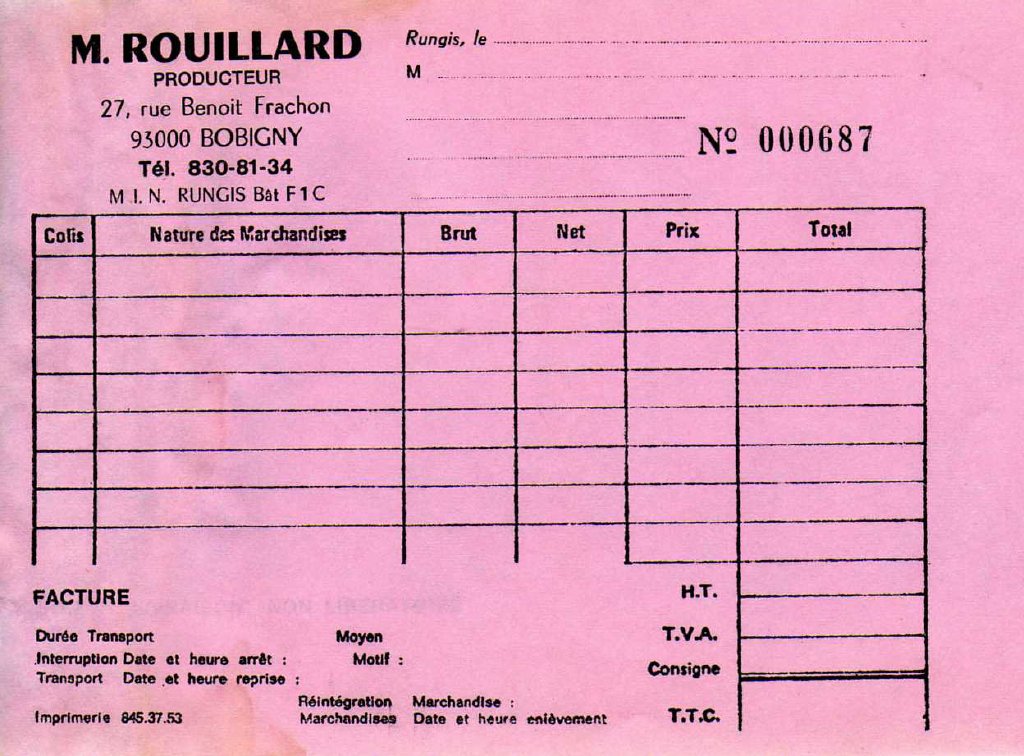 M. ROUILLARD
PRODUCTEUR
27, rue Benoit Frachon
93000 BOBIGNY
Tél. 830-81-34
M.I.N. RUNGIS Bât F1C
Rungis, le
M
Nº 000687
Colis Nature des Marchandises Brut Net Prix Total
FACTURE
NON LIBERATOIRE
H.T.
Durée Transport Moyen T.V.A.
Interruption Date et heure arrêt : Motif : Consigne
Transport Date et heure reprise :
Réintégration Marchandise :
Imprimerie 845.37.53 Marchandises Date et heure enlèvement T.T.C.